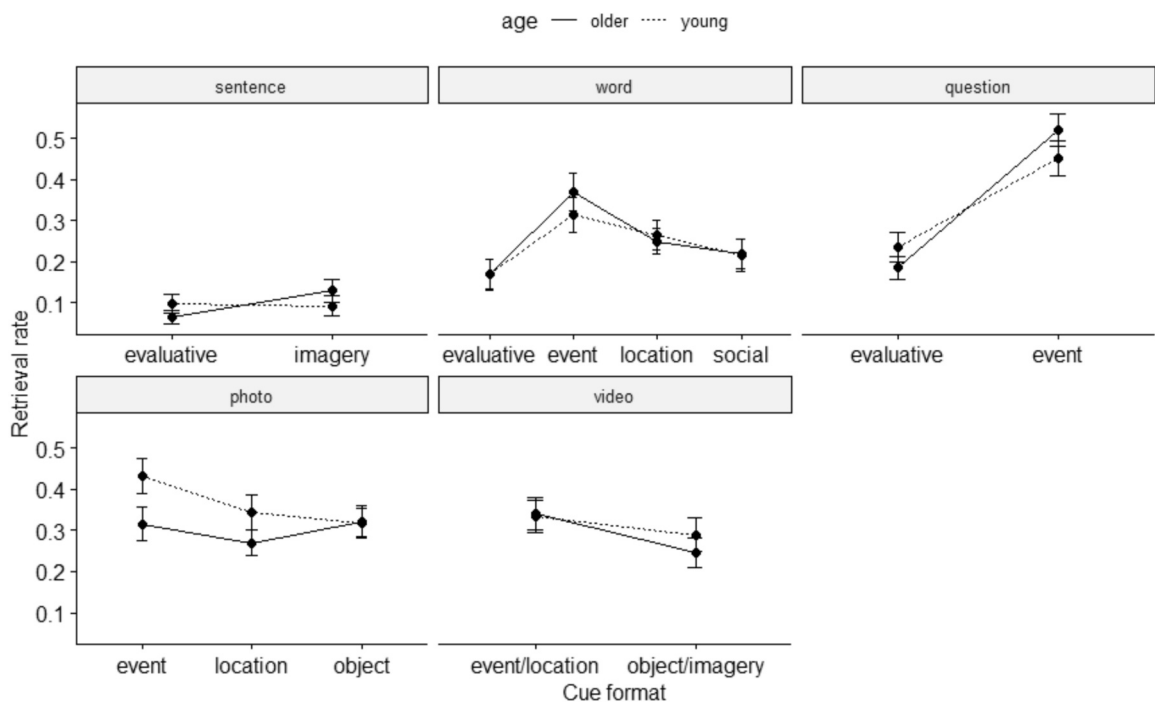 age older young
sentence word question
0.5
0.4
0.3
0.2
0.1
evaluative imagery evaluative event location social evaluative event
Retrieval rate
photo video
0.5
0.4
0.3
0.2
0.1
event location object event/location object/imagery
Cue format